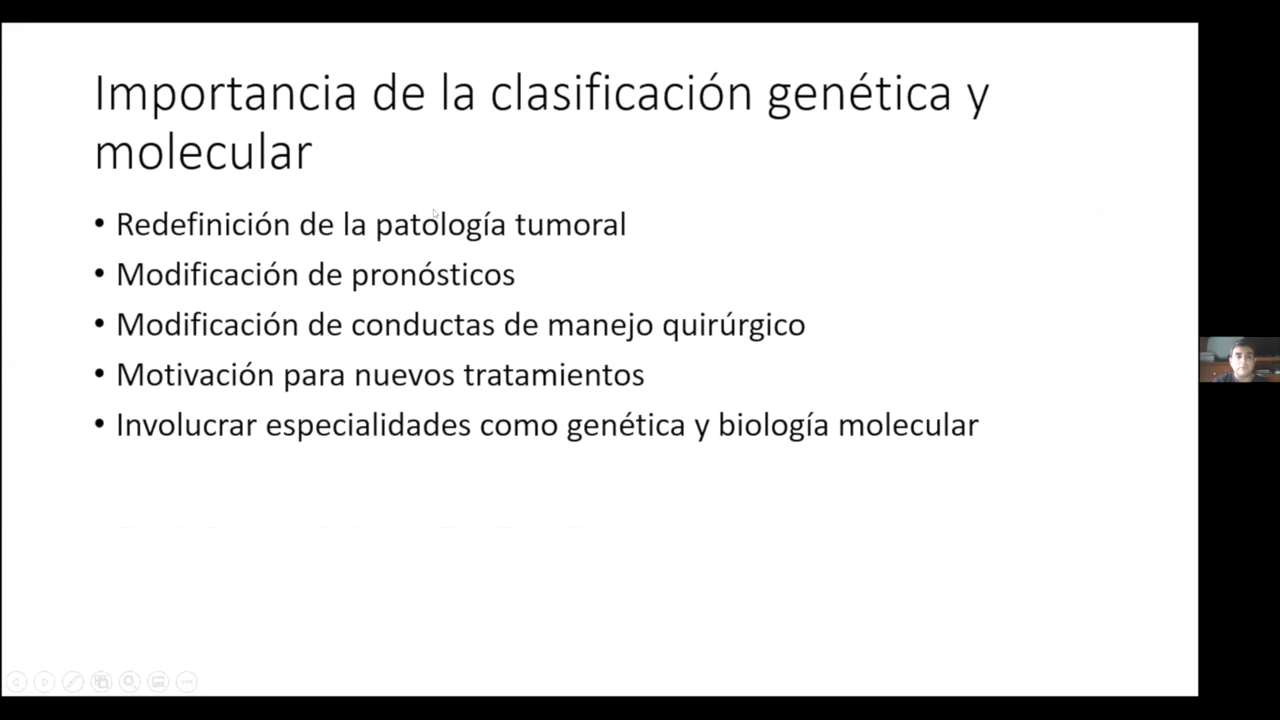 Importancia de la clasificación genética y
molecular
• Redefinición de la patología tumoral
• Modificación de pronósticos
• Modificación de conductas de manejo quirúrgico
• Motivación para nuevos tratamientos
• Involucrar especialidades como genética y biología molecular